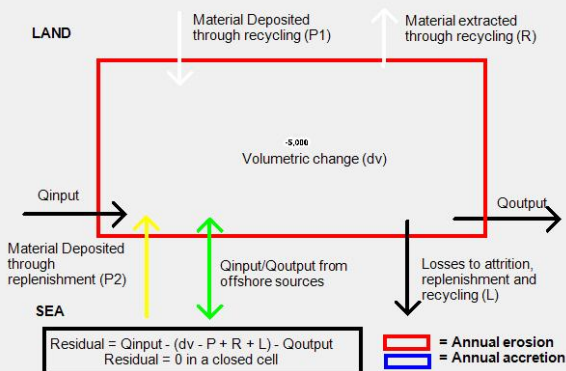 LAND
Material Deposited
through recycling (P1)
Material extracted
through recycling (R)
-5,000
Volumetric change (dv)
Qinput
Qoutput
Material Deposited
through
replenishment (P2)
Qinput/Qoutput from
offshore sources
Losses to attrition,
replenishment and
recycling (L)
SEA
Residual = Qinput - (dv - P + R + L) - Qoutput
Residual = 0 in a closed cell
= Annual erosion
= Annual accretion